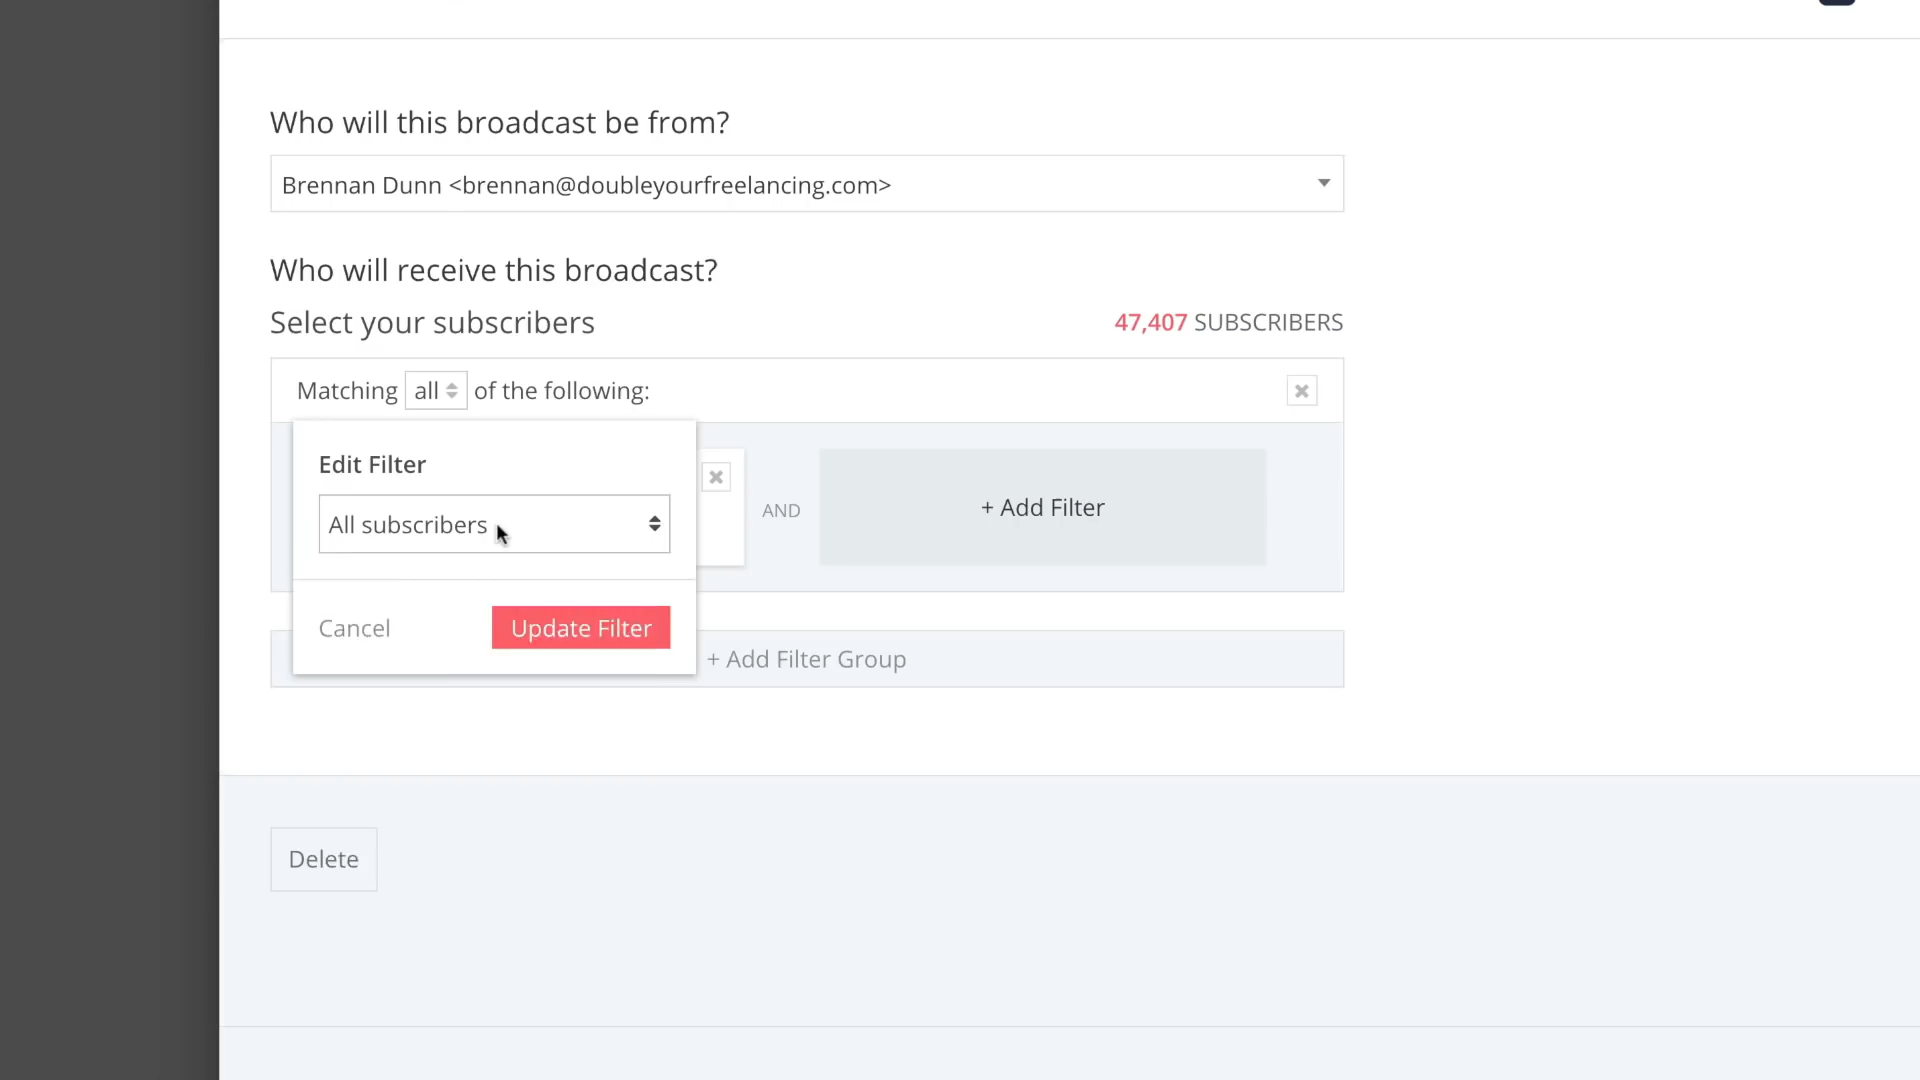 Who will this broadcast be from?
Brennan Dunn <brennan@doubleyourfreelancing.com>
Who will receive this broadcast?
Select your subscribers
47,407 SUBSCRIBERS
Matching all of the following:
Edit Filter
All subscribers
Cancel
Update Filter
AND
+ Add Filter
+ Add Filter Group
Delete